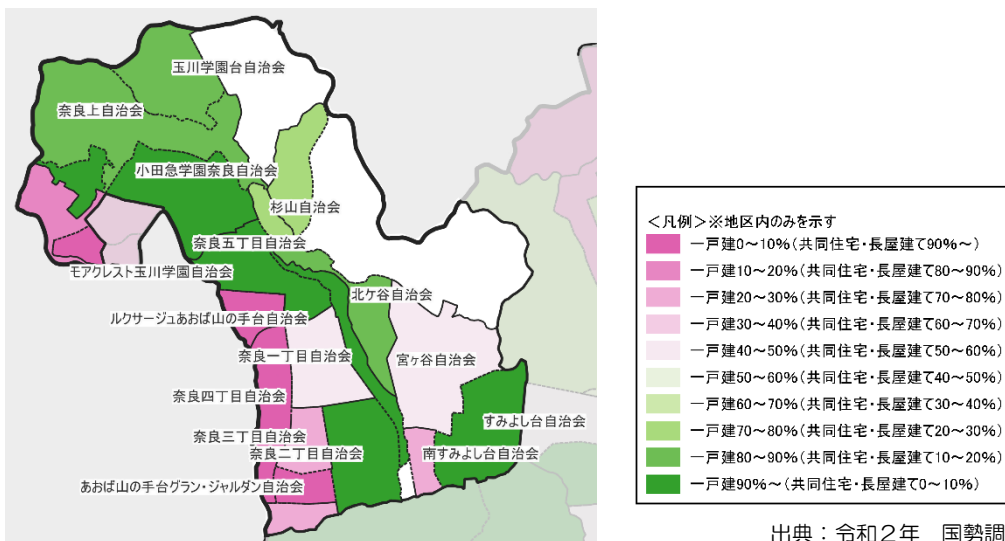 玉川学園台自治会
奈良上自治会
小田急学園奈良自治会
杉山自治会
奈良五丁目自治会
モアクレスト玉川学園自治会
北ケ谷自治会
ルクサージュあおば山の手台自治会
奈良一丁目自治会
宮ヶ谷自治会
奈良四丁目自治会
すみよし台自治会
奈良三丁目自治会
奈良二丁目自治会
南すみよし台自治会
あおば山の手台グラン・ジャルダン自治会
<凡例>※地区内のみを示す
一戸建0~10%(共同住宅・長屋建て90%~)
一戸建10~20%(共同住宅・長屋建て80~90%)
一戸建20~30%(共同住宅・長屋建て70~80%)
一戸建30~40%(共同住宅・長屋建て60~70%)
一戸建40~50%(共同住宅・長屋建て50~60%)
一戸建50~60%(共同住宅・長屋建て40~50%)
一戸建60~70%(共同住宅・長屋建て30~40%)
一戸建70~80%(共同住宅・長屋建て20~30%)
一戸建80~90%(共同住宅・長屋建て10~20%)
一戸建90%~(共同住宅・長屋建て0~10%)
出典:令和2年 国勢調